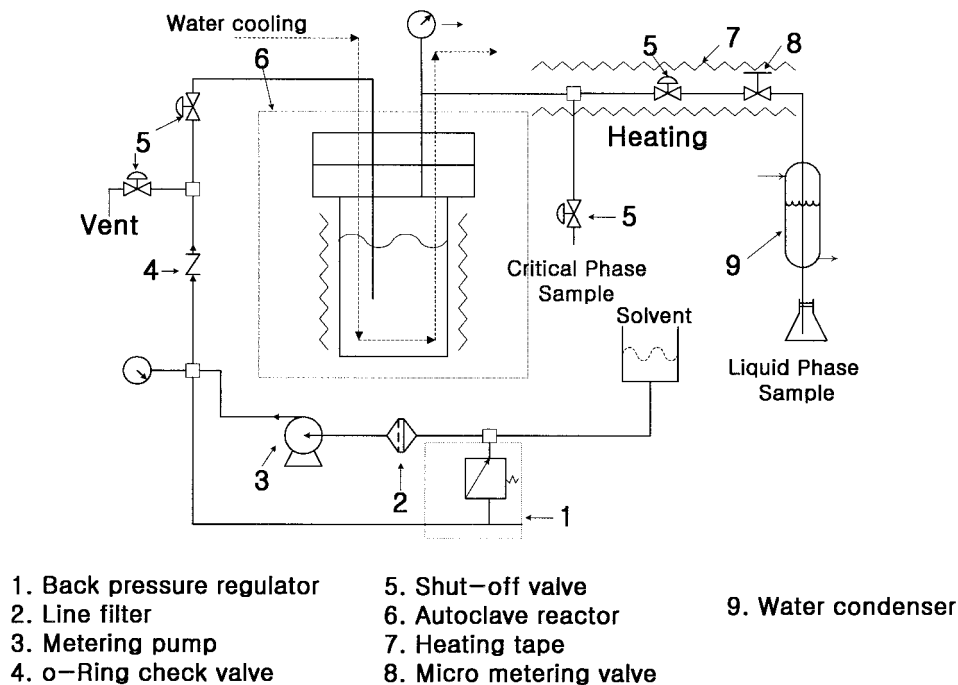 Water cooling
6
5
7
8
5
Heating
5
Vent
5
4
Critical Phase
Sample
9
Solvent
Liquid Phase
Sample
3
2
1
1. Back pressure regulator
2. Line filter
3. Metering pump
4. o-Ring check valve
5. Shut-off valve
6. Autoclave reactor
7. Heating tape
8. Micro metering valve
9. Water condenser